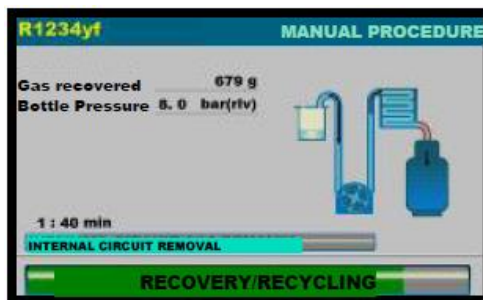 R1234yf MANUAL PROCEDURE
Gas recovered 679 g
Bottle Pressure 8.0 bar(rlv)
1:40 min
INTERNAL CIRCUIT REMOVAL
RECOVERY/RECYCLING